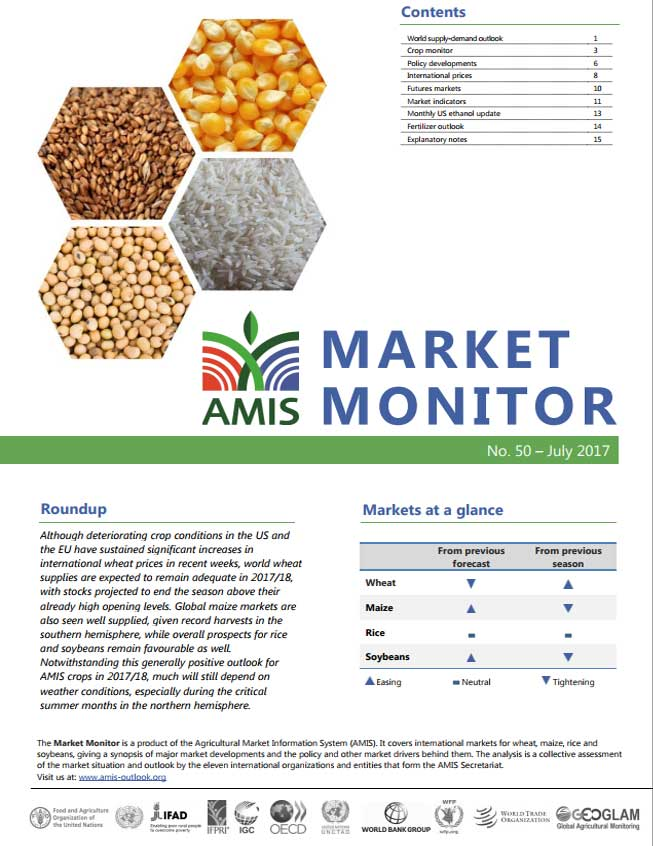 Contents
World supply-demand outlook 1
Crop monitor 3
Policy developments 6
International prices 8
Futures markets 10
Market indicators 11
Monthly US ethanol update 13
Fertilizer outlook 14
Explanatory notes 15
AMIS
MARKET
MONITOR
No. 50 – July 2017
Roundup
Although deteriorating crop conditions in the US and
the EU have sustained significant increases in
international wheat prices in recent weeks, world wheat
supplies are expected to remain adequate in 2017/18,
with stocks projected to end the season above their
already high opening levels. Global maize markets are
also seen well supplied, given record harvests in the
southern hemisphere, while overall prospects for rice
and soybeans remain favourable as well.
Notwithstanding this generally positive outlook for
AMIS crops in 2017/18, much will still depend on
weather conditions, especially during the critical
summer months in the northern hemisphere.
Markets at a glance
From previous forecast From previous season
Wheat
Maize
Rice
Soybeans
Easing Neutral Tightening
The Market Monitor is a product of the Agricultural Market Information System (AMIS). It covers international markets for wheat, maize, rice and
soybeans, giving a synopsis of major market developments and the policy and other market drivers behind them. The analysis is a collective assessment
of the market situation and outlook by the eleven international organizations and entities that form the AMIS Secretariat.
Visit us at: www.amis-outlook.org
Food and Agriculture
Organization of
the United Nations
JLIFAD
Enabling poor rural people
to overcome poverty
IFPRI
IGC
OECD
UNITED NATIONS
UNCTAD
WORLD BANK GROUP
WFP
wfp.org
WORLD TRADE
ORGANIZATION
GEOGLAM
Global Agricultural Monitoring